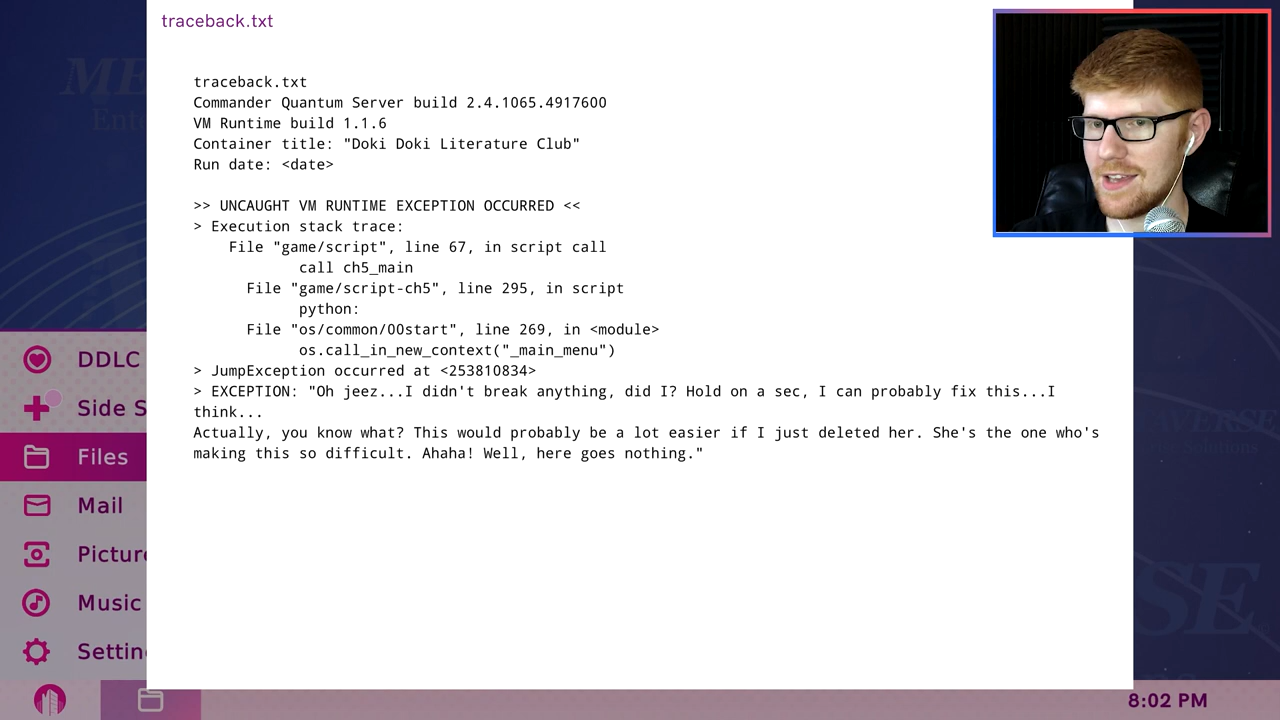 traceback.txt
traceback.txt
Commander Quantum Server build 2.4.1065.4917600
VM Runtime build 1.1.6
Container title: "Doki Doki Literature Club"
Run date: <date>
>> UNCAUGHT VM RUNTIME EXCEPTION OCCURRED <<
> Execution stack trace:
File "game/script", line 67, in script call
call ch5_main
File "game/script-ch5", line 295, in script
python:
File "os/common/00start", line 269, in <module>
os.call_in_new_context("_main_menu")
> JumpException occurred at <253810834>
> EXCEPTION: "Oh jeez...I didn't break anything, did I? Hold on a sec, I can probably fix this...I
think...
Actually, you know what? This would probably be a lot easier if I just deleted her. She's the one who's
making this so difficult. Ahaha! Well, here goes nothing."
DDLC
Side S
Files
Mail
Pictur
Music
Settin
8:02 PM